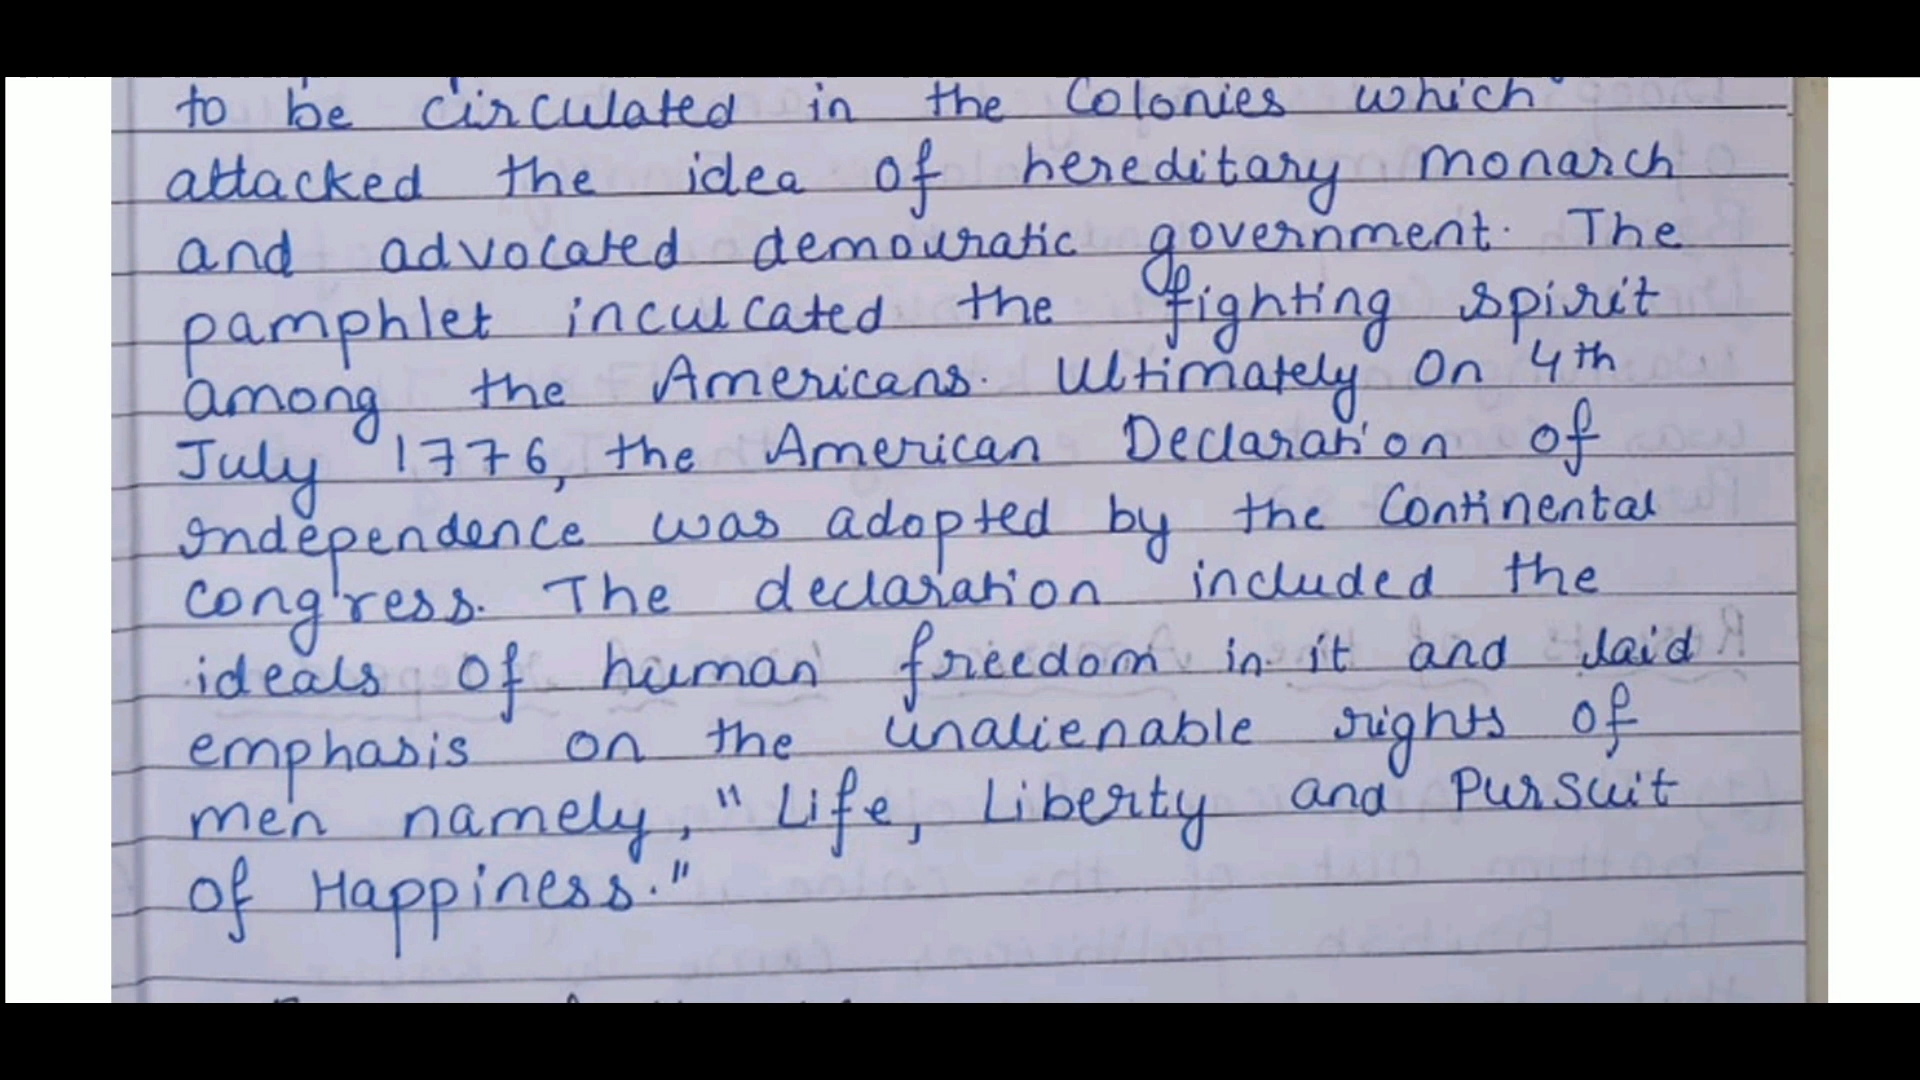 to be circulated in the Colonies which
attacked the idea of hereditary monarch
and advocated democratic government. The
pamphlet inculcated the fighting spirit
among the Americans. Ultimately On 4th
July 1776, the American Declaration of
Independence was adopted by the Continental
Congress. The declaration included the
ideals of human freedom in it and laid
emphasis on the unalienable rights of
men namely, "Life, Liberty and Pursuit
of Happiness."